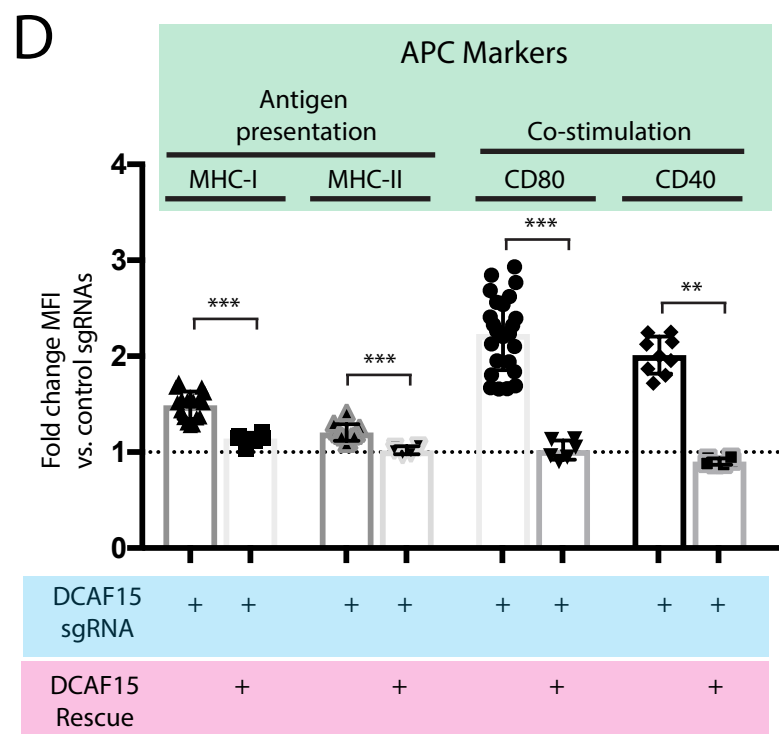 D
APC Markers
Antigen
presentation
Co-stimulation
MHC-I
MHC-II
CD80
CD40
Fold change MFI
vs. control sgRNAs
4
3
2
1
0
***
***
***
**
DCAF15
sgRNA
+ + + + + + + +
DCAF15
Rescue
+ + + +